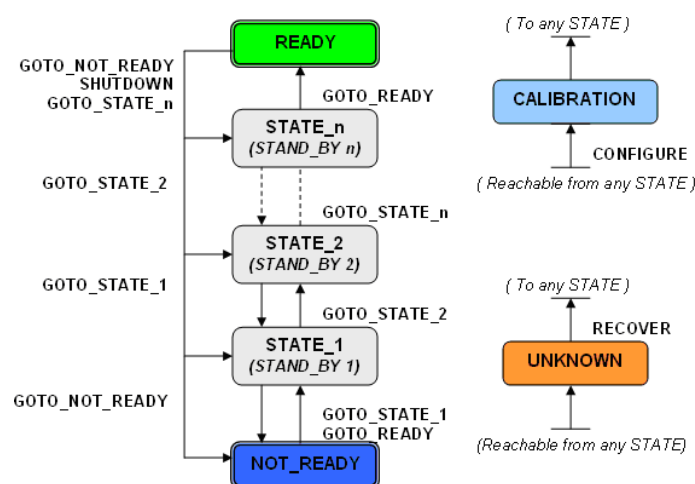 READY
( To any STATE )
GOTO_NOT_READY
SHUTDOWN
GOTO_STATE_n
GOTO_READY
CALIBRATION
STATE_n
(STAND_BY n)
CONFIGURE
GOTO_STATE_2
( Reachable from any STATE )
GOTO_STATE_n
STATE_2
(STAND_BY 2)
GOTO_STATE_1
( To any STATE )
GOTO_STATE_2
RECOVER
STATE_1
(STAND_BY 1)
UNKNOWN
GOTO_NOT_READY
GOTO_STATE_1
GOTO_READY
(Reachable from any STATE)
NOT_READY